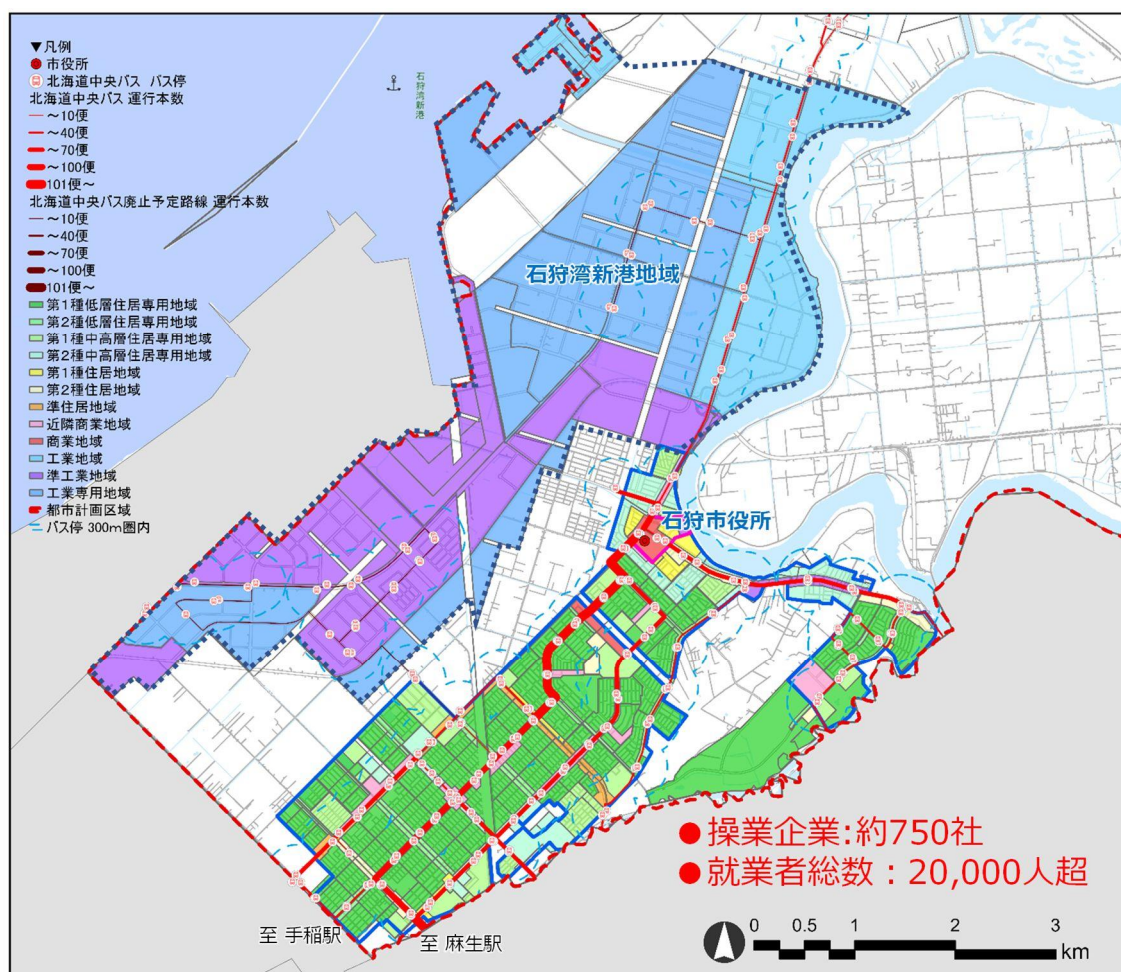 ▼凡例
市役所
北海道中央バス バス停
北海道中央バス 運行本数
～10便
～40便
～70便
～100便
101便～
北海道中央バス廃止予定路線 運行本数
～10便
～40便
～70便
～100便
101便～
第1種低層住居専用地域
第2種低層住居専用地域
第1種中高層住居専用地域
第2種中高層住居専用地域
第1種住居地域
第2種住居地域
準住居地域
近隣商業地域
商業地域
工業地域
準工業地域
工業専用地域
都市計画区域
バス停 300m圏内
石狩湾新港
石狩湾新港地域
石狩市役所
●操業企業:約750社
●就業者総数：20,000人超
至 手稲駅
至 麻生駅
0 0.5 1 2 3
km